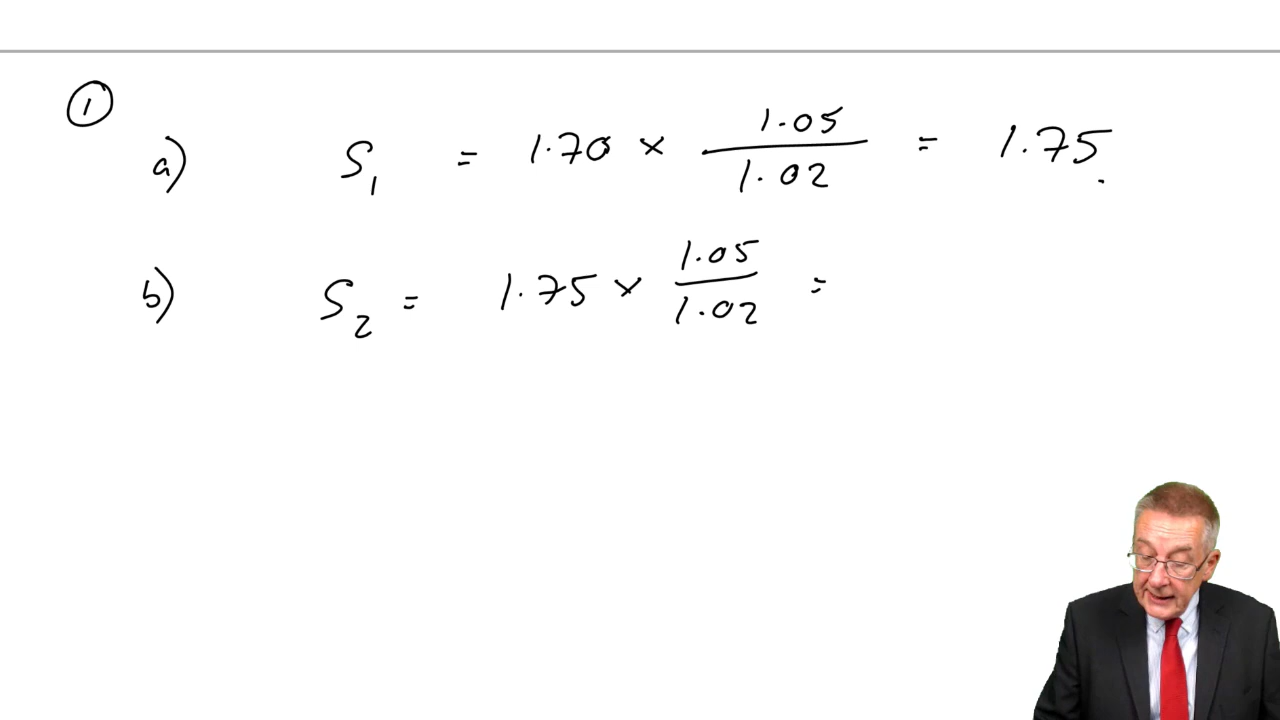 ①
a) S₁ = 1.70 × 1.05/1.02 = 1.75.
b) S₂ = 1.75 × 1.05/1.02 =